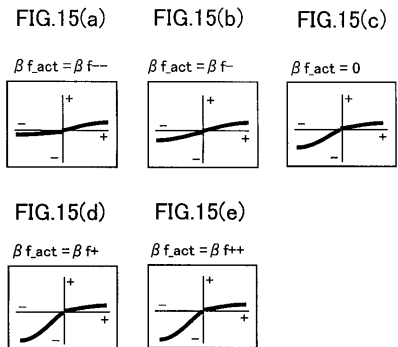 FIG.15(a) FIG.15(b) FIG.15(c)
βf_act=βf-- βf_act=βf- βf_act=0
+ + +
- + - + - +
- - -
FIG.15(d) FIG.15(e)
βf_act=βf+ βf_act=βf++
+ +
- + - +
- -